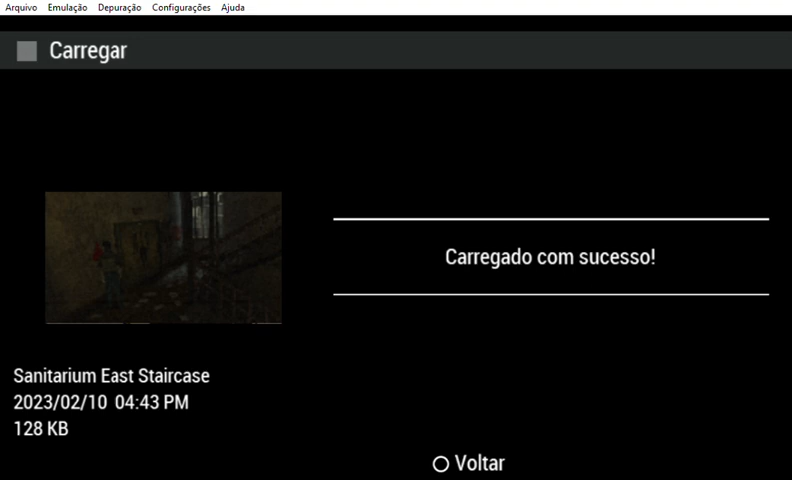 Arquivo Emulação Depuração Configurações Ajuda
Carregar
Carregado com sucesso!
Sanitarium East Staircase
2023/02/10 04:43 PM
128 KB
Voltar